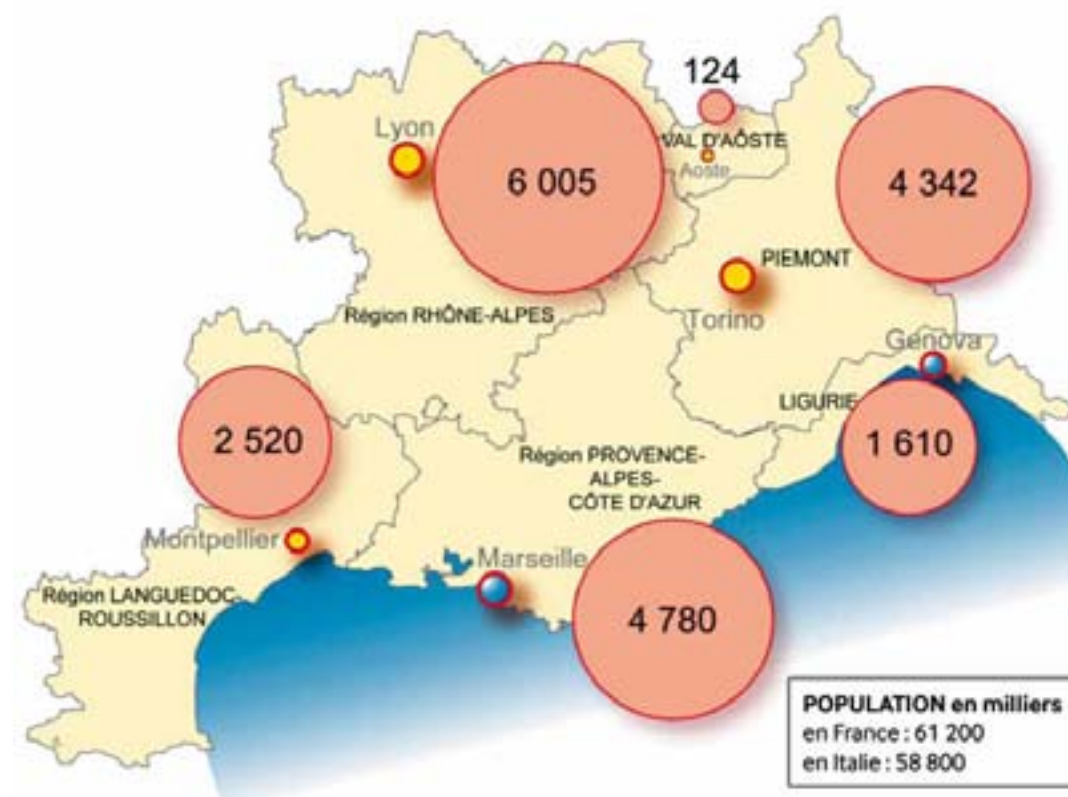 124
Lyon
VAL D'AÔSTE
Aoste
6 005
4 342
PIEMONT
Torino
Région RHÔNE-ALPES
Genova
LIGURIE
1 610
2 520
Région PROVENCE-
ALPES-
CÔTE D'AZUR
Montpellier
Marseille
Région LANGUEDOC-
ROUSSILLON
4 780
POPULATION en milliers
en France : 61 200
en Italie : 58 800